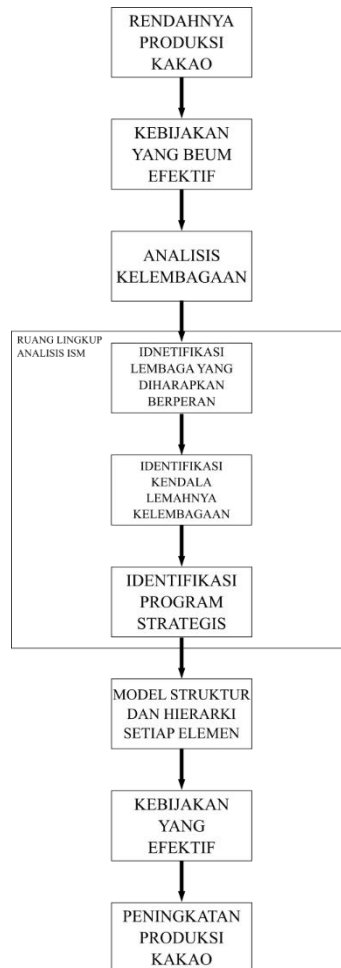 RENDAHNYA
PRODUKSI
KAKAO
KEBIJAKAN
YANG BEUM
EFEKTIF
ANALISIS
KELEMBAGAAN
RUANG LINGKUP
ANALISIS ISM
IDNETIFIKASI
LEMBAGA YANG
DIHARAPKAN
BERPERAN
IDENTIFIKASI
KENDALA
LEMAHNYA
KELEMBAGAAN
IDENTIFIKASI
PROGRAM
STRATEGIS
MODEL STRUKTUR
DAN HIERARKI
SETIAP ELEMEN
KEBIJAKAN
YANG
EFEKTIF
PENINGKATAN
PRODUKSI
KAKAO